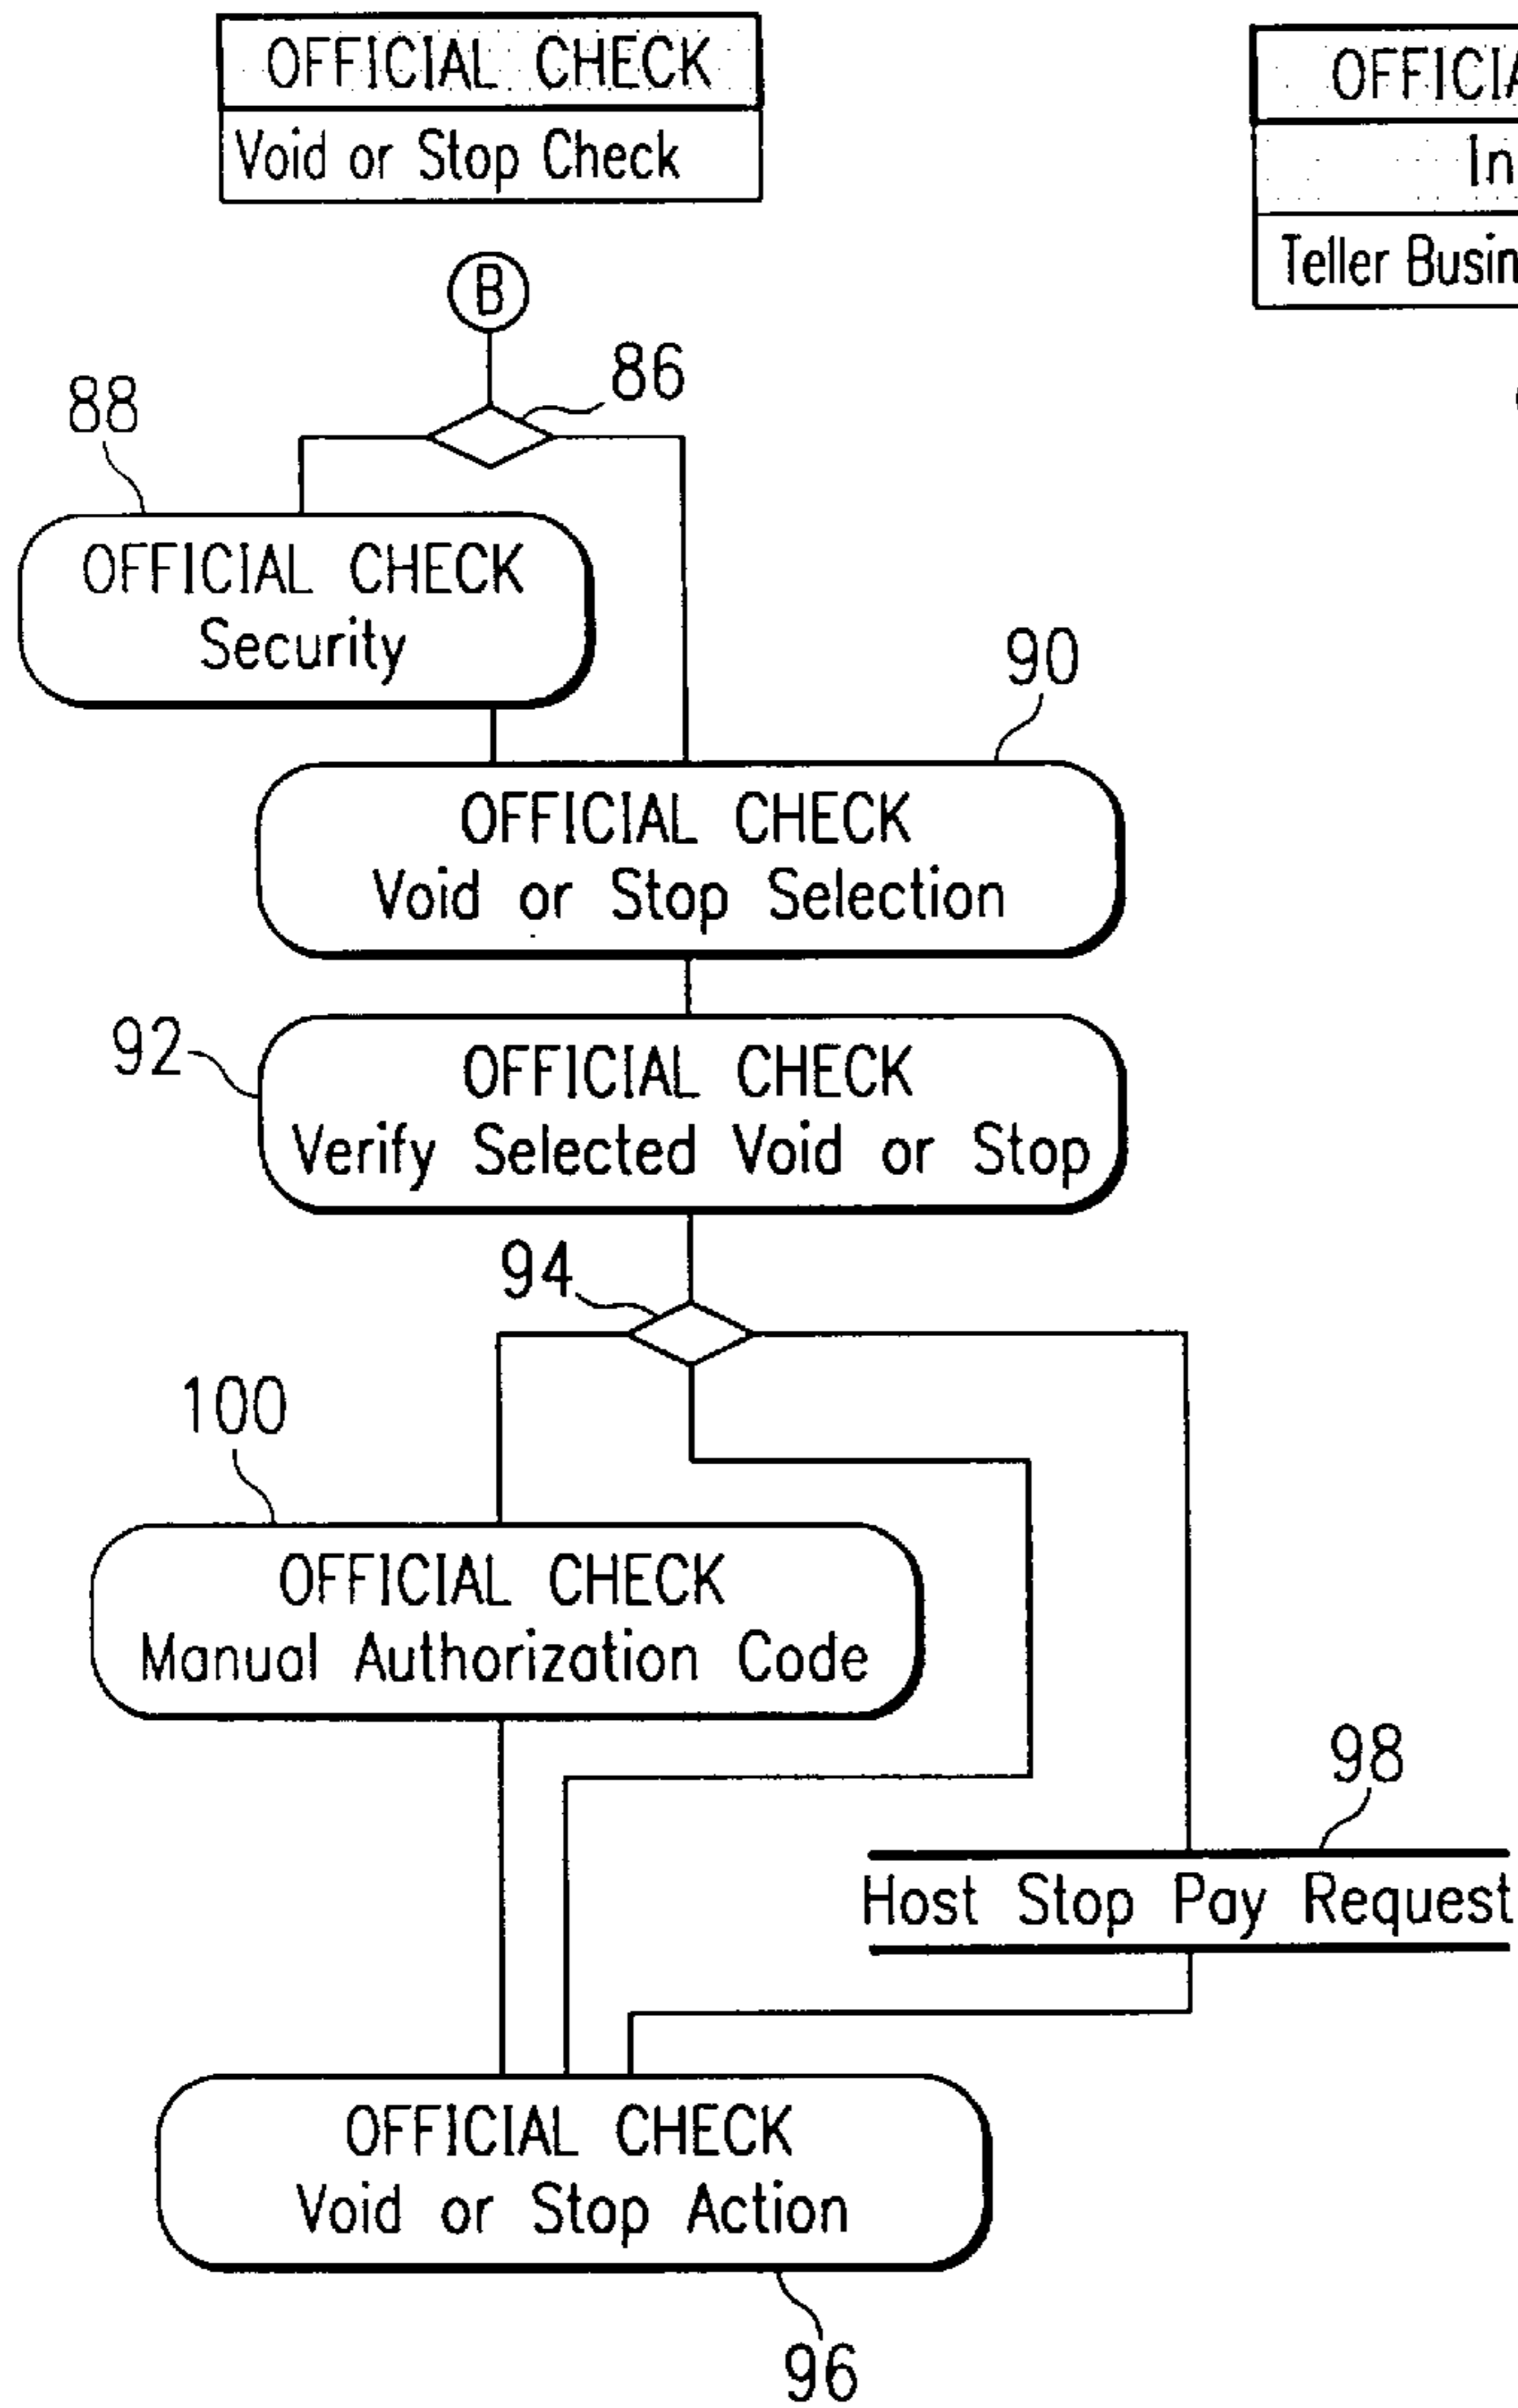 OFFICIAL CHECK
Void or Stop Check
In
Teller
B
86
88
OFFICIAL CHECK
Security
90
OFFICIAL CHECK
Void or Stop Selection
92
OFFICIAL CHECK
Verify Selected Void or Stop
94
100
OFFICIAL CHECK
Manual Authorization Code
98
Host Stop Pay Request
OFFICIAL CHECK
Void or Stop Action
96